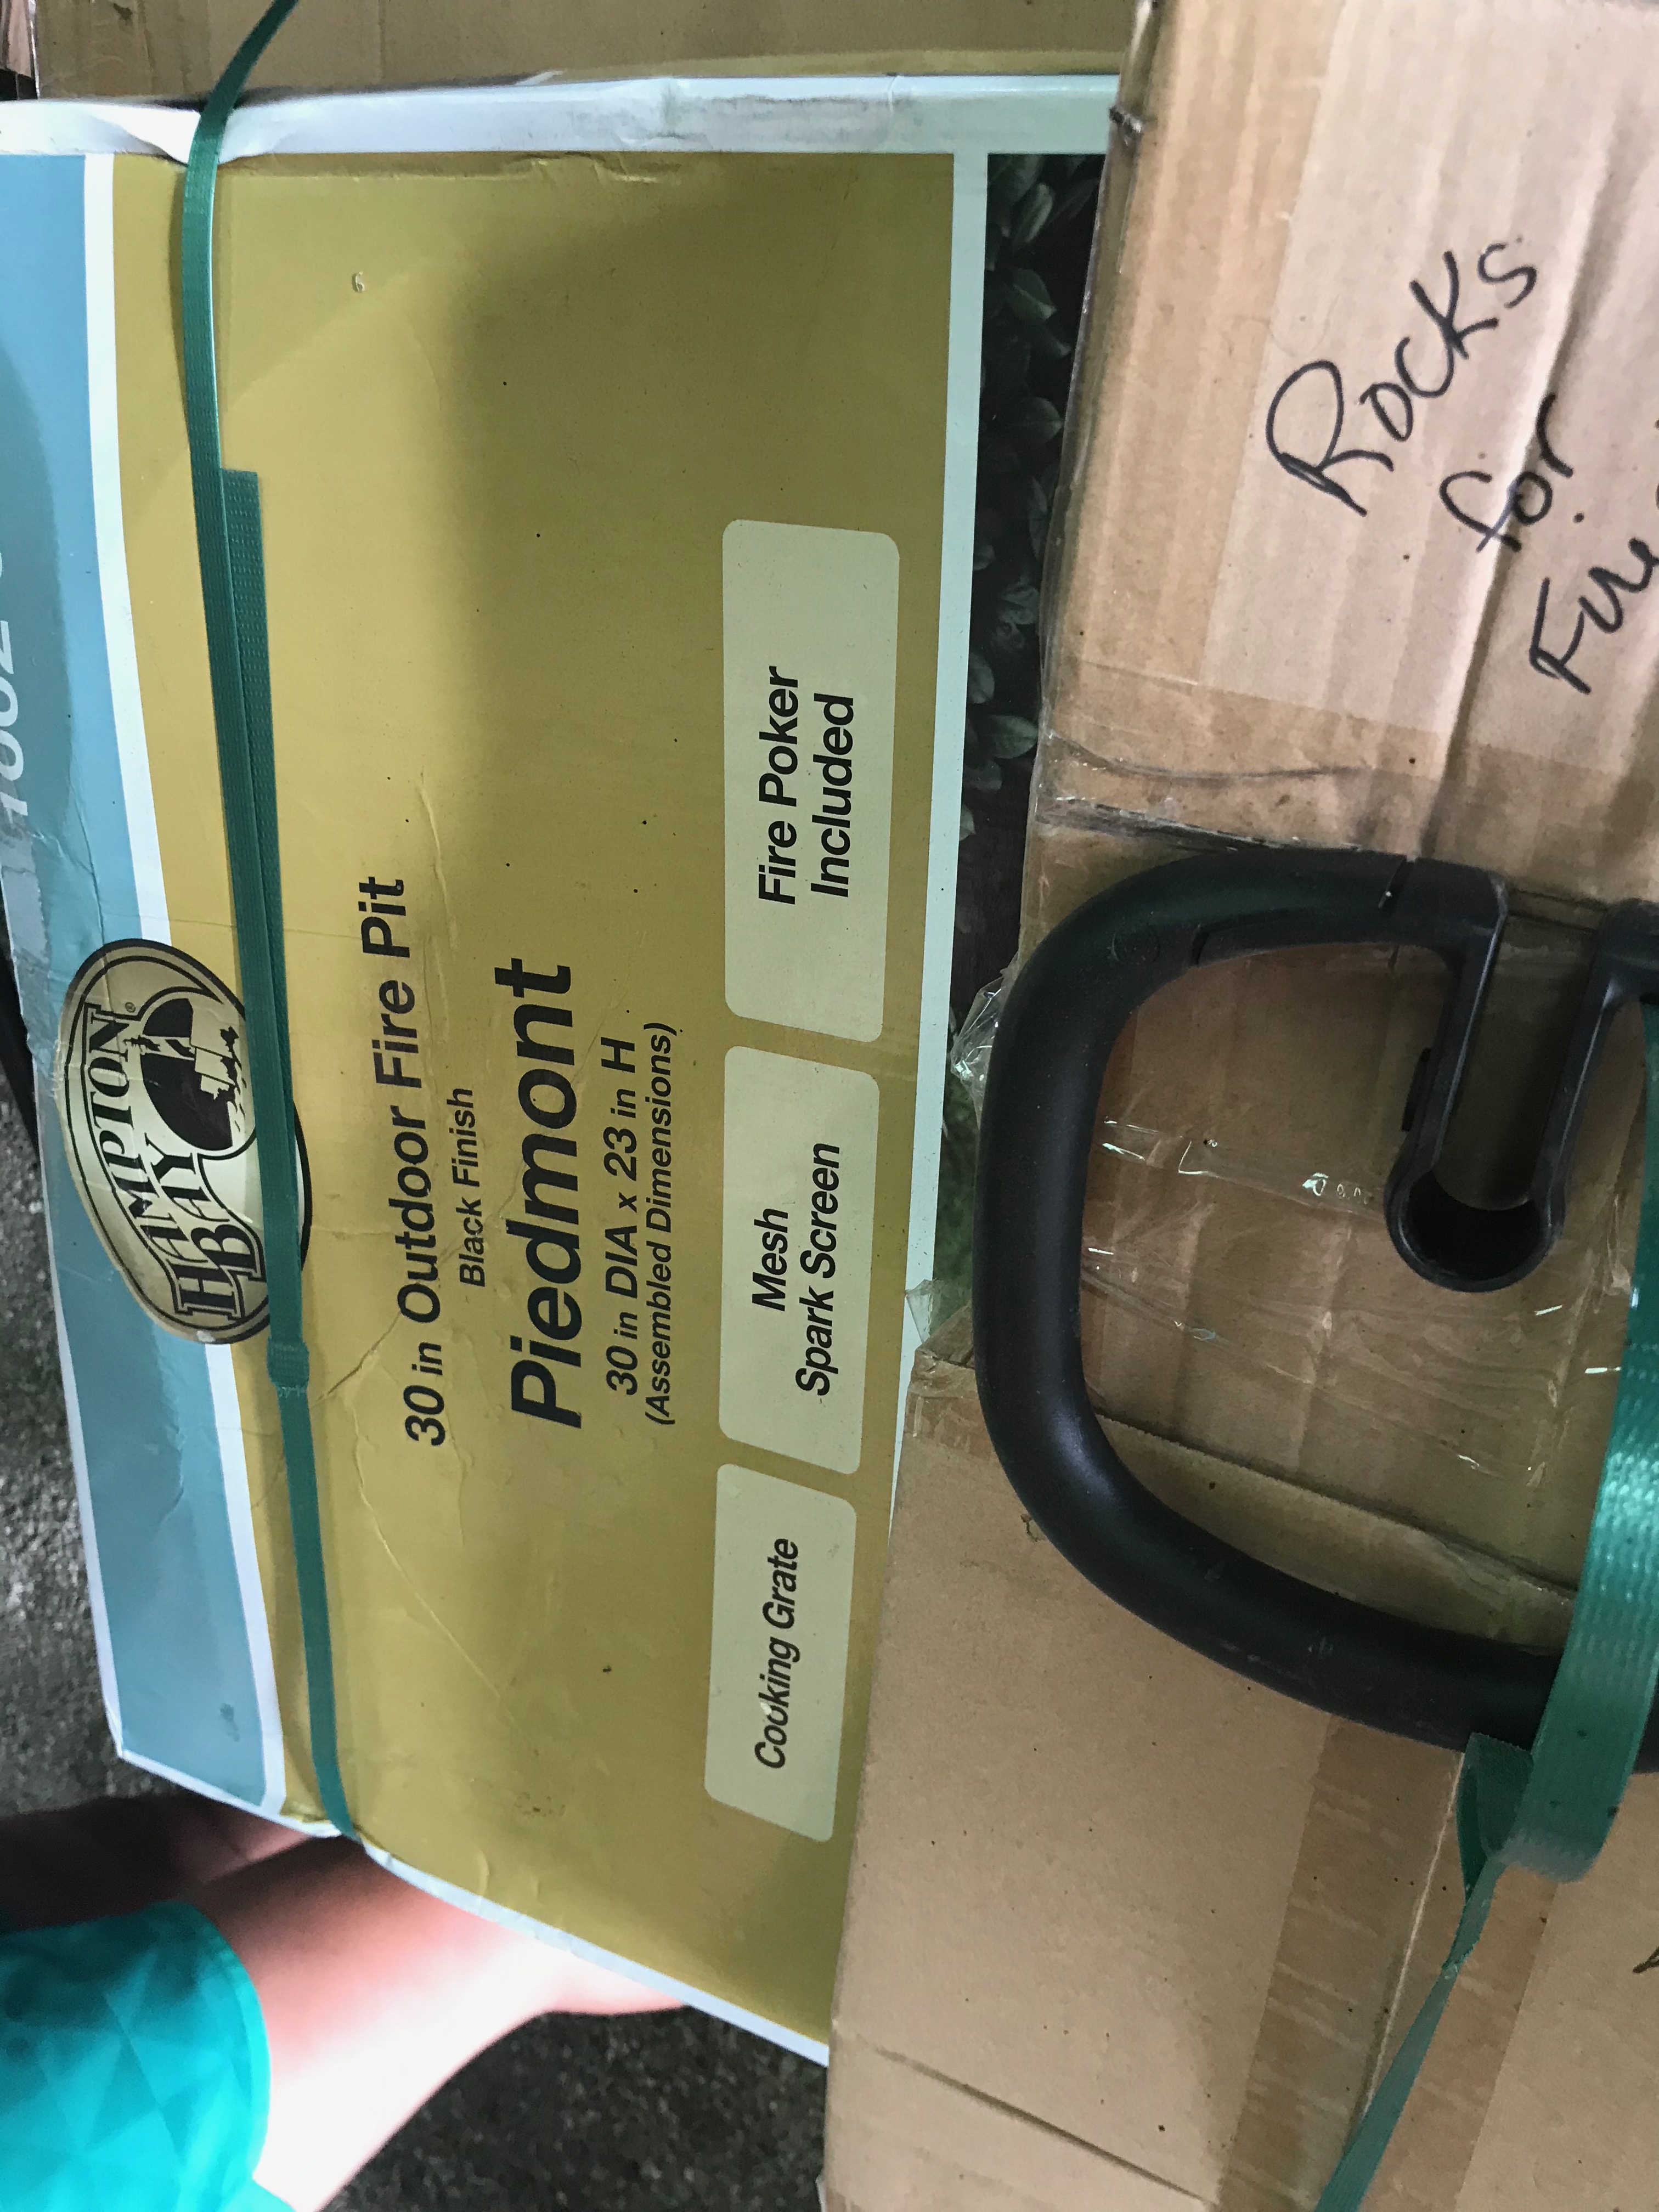 HAMPTON
BAY
30 in Outdoor Fire Pit
Black Finish
Piedmont
30 in DIA x 23 in H
(Assembled Dimensions)
Cooking Grate
Mesh
Spark Screen
Fire Poker
Included
Rocks
for